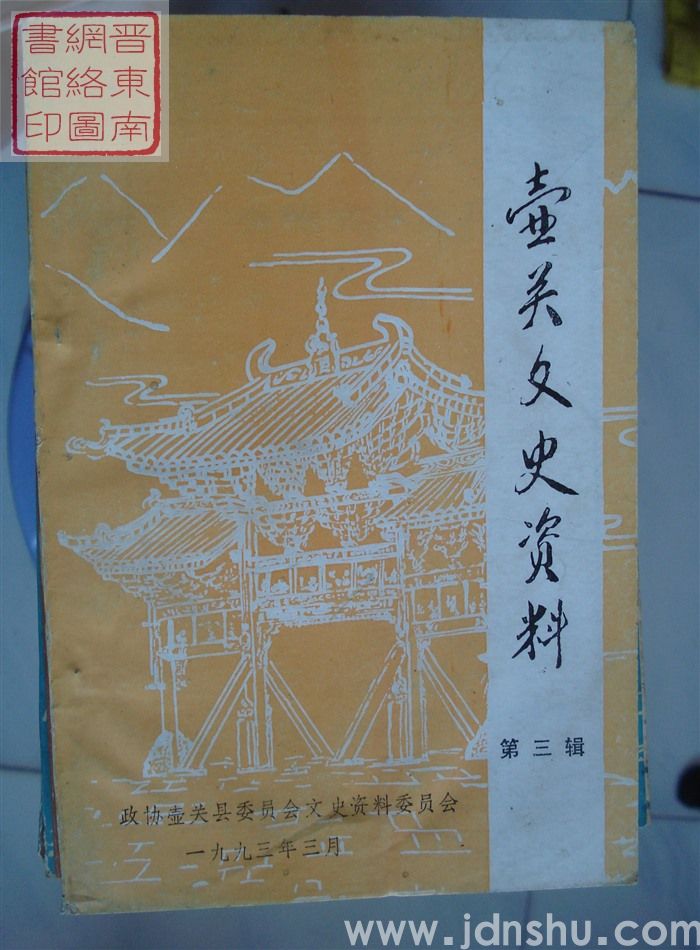 晋東南
網絡圖
書館印
壶关文史资料
第三辑
政协壶关县委员会文史资料委员会
一九九三年三月
www.jdnshu.com